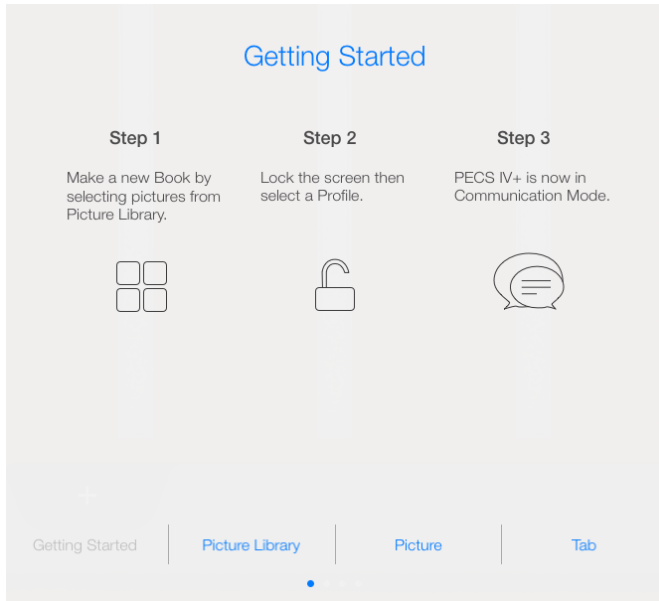 Getting Started
Step 1
Make a new Book by
selecting pictures from
Picture Library.
Step 2
Lock the screen then
select a Profile.
Step 3
PECS IV+ is now in
Communication Mode.
Getting Started
Picture Library
Picture
Tab